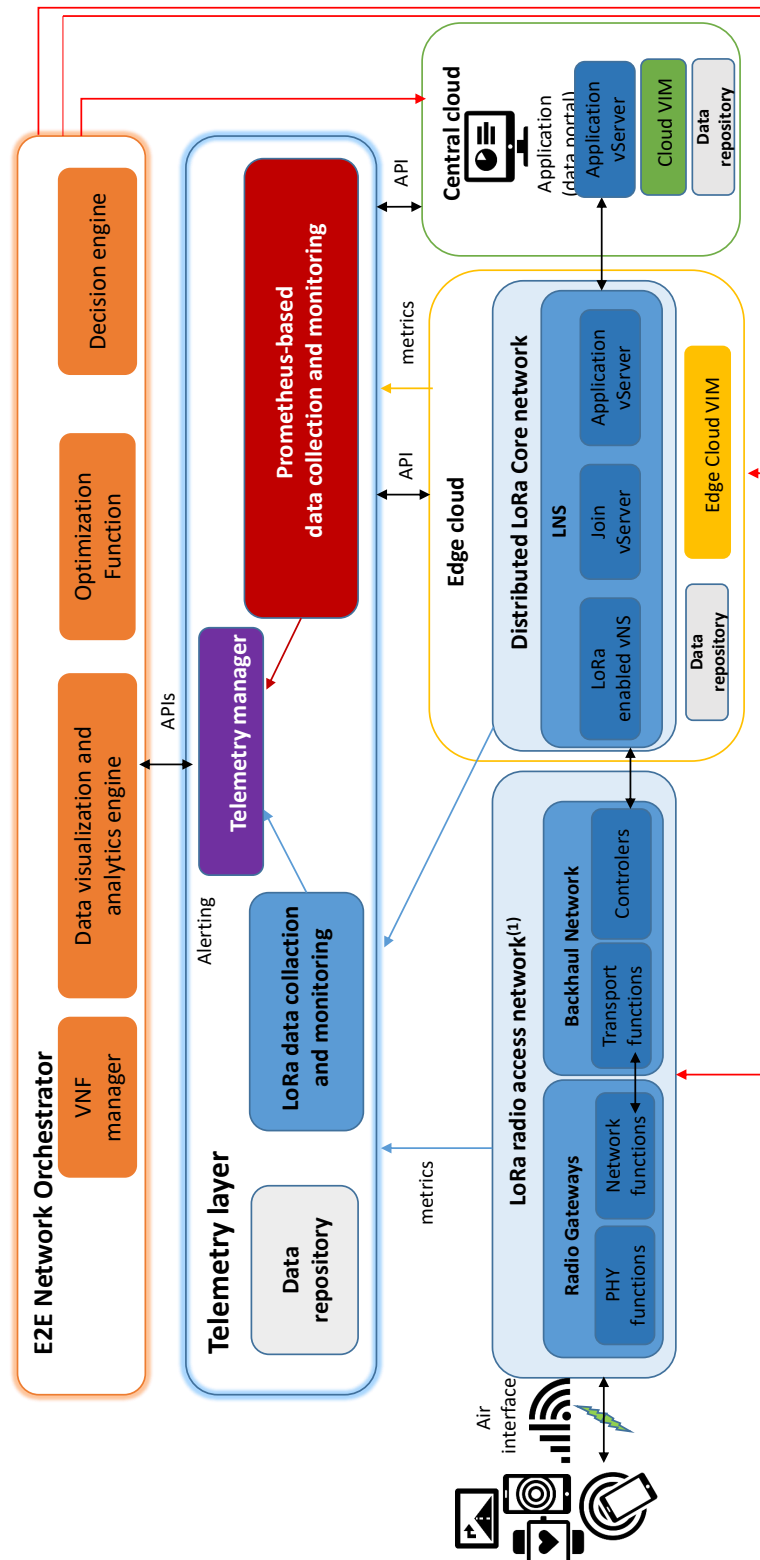 E2E Network Orchestrator
VNF
manager
Data visualization and
analytics engine
Optimization
Function
Decision engine
APIs
Telemetry layer
Data
repository
LoRa data collaction
and monitoring
Alerting
Telemetry manager
Prometheus-based
data collection and monitoring
metrics
API
metrics
API
Air
interface
LoRa radio access network(1)
Radio Gateways
PHY
functions
Network
functions
Backhaul Network
Transport
functions
Controlers
Edge cloud
Distributed LoRa Core network
LNS
LoRa
enabled vNS
Join
vServer
Application
vServer
Data
repository
Edge Cloud VIM
Central cloud
Application
(data portal)
Application
vServer
Cloud VIM
Data
repository